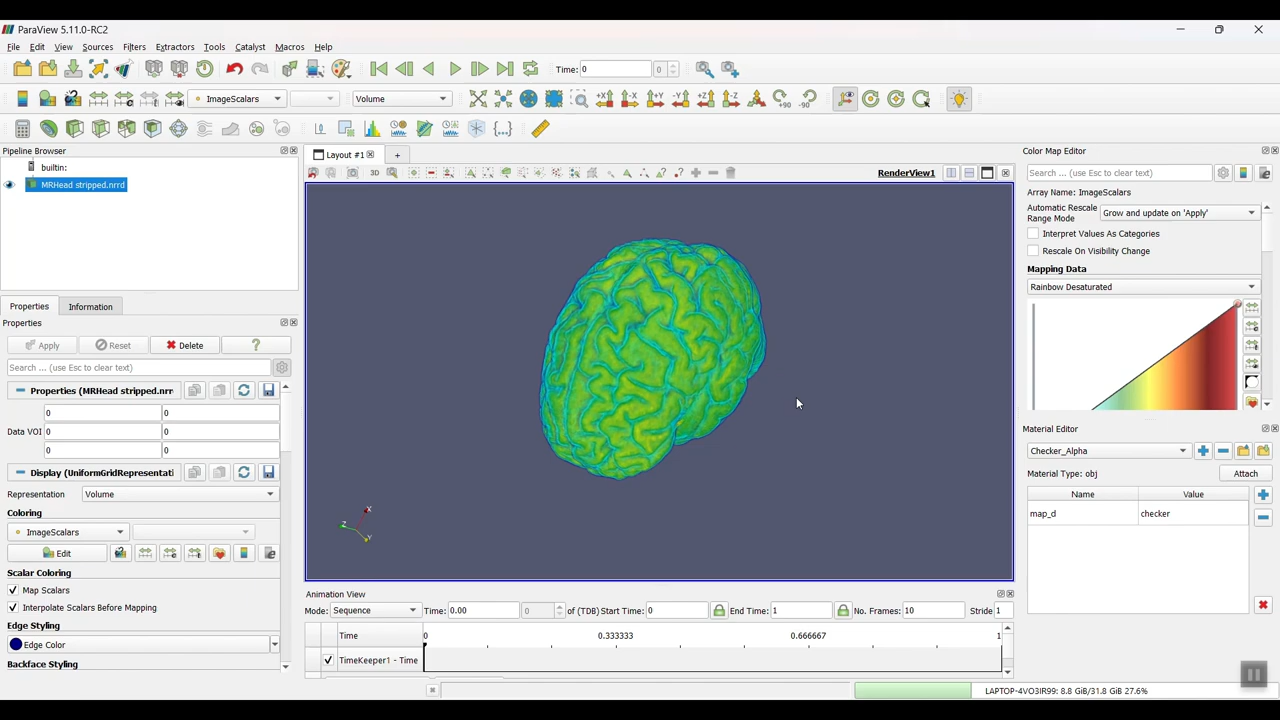 ParaView 5.11.0-RC2
File Edit View Sources Filters Extractors Tools Catalyst Macros Help
Time: 0 0
ImageScalars Volume +X -X +Y -Y +Z -Z +90 -90
Pipeline Browser
builtin:
MRHead stripped.nrrd
Properties Information
Properties
Apply Reset Delete ?
Search ... (use Esc to clear text)
Properties (MRHead stripped.nrr
0 0
Data VOI 0 0
0 0
Display (UniformGridRepresentati
Representation Volume
Coloring
ImageScalars
Edit
Scalar Coloring
Map Scalars
Interpolate Scalars Before Mapping
Edge Styling
Edge Color
Backface Styling
Layout #1 +
3D RenderView1
X
Z
Y
Animation View
Mode: Sequence Time: 0.00 0 of (TDB) Start Time: 0 End Time: 1 No. Frames: 10 Stride 1
Time 0 0.333333 0.666667 1
TimeKeeper1 - Time
Color Map Editor
Search ... (use Esc to clear text)
Array Name: ImageScalars
Automatic Rescale
Range Mode Grow and update on 'Apply'
Interpret Values As Categories
Rescale On Visibility Change
Mapping Data
Rainbow Desaturated
Material Editor
Checker_Alpha
Material Type: obj Attach
Name Value
map_d checker
LAPTOP-4VO3IR99: 8.8 GiB/31.8 GiB 27.6%